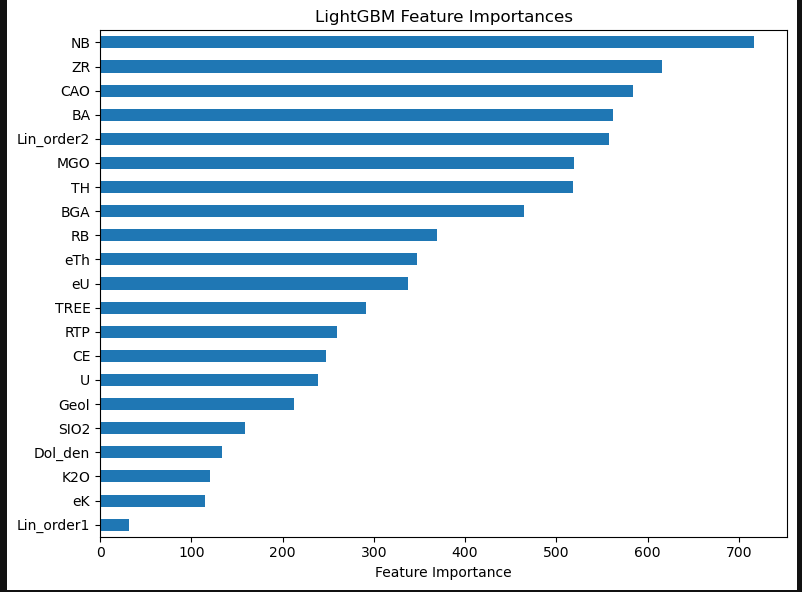 LightGBM Feature Importances
NB
ZR
CAO
BA
Lin_order2
MGO
TH
BGA
RB
eTh
eU
TREE
RTP
CE
U
Geol
SIO2
Dol_den
K2O
eK
Lin_order1
0 100 200 300 400 500 600 700
Feature Importance